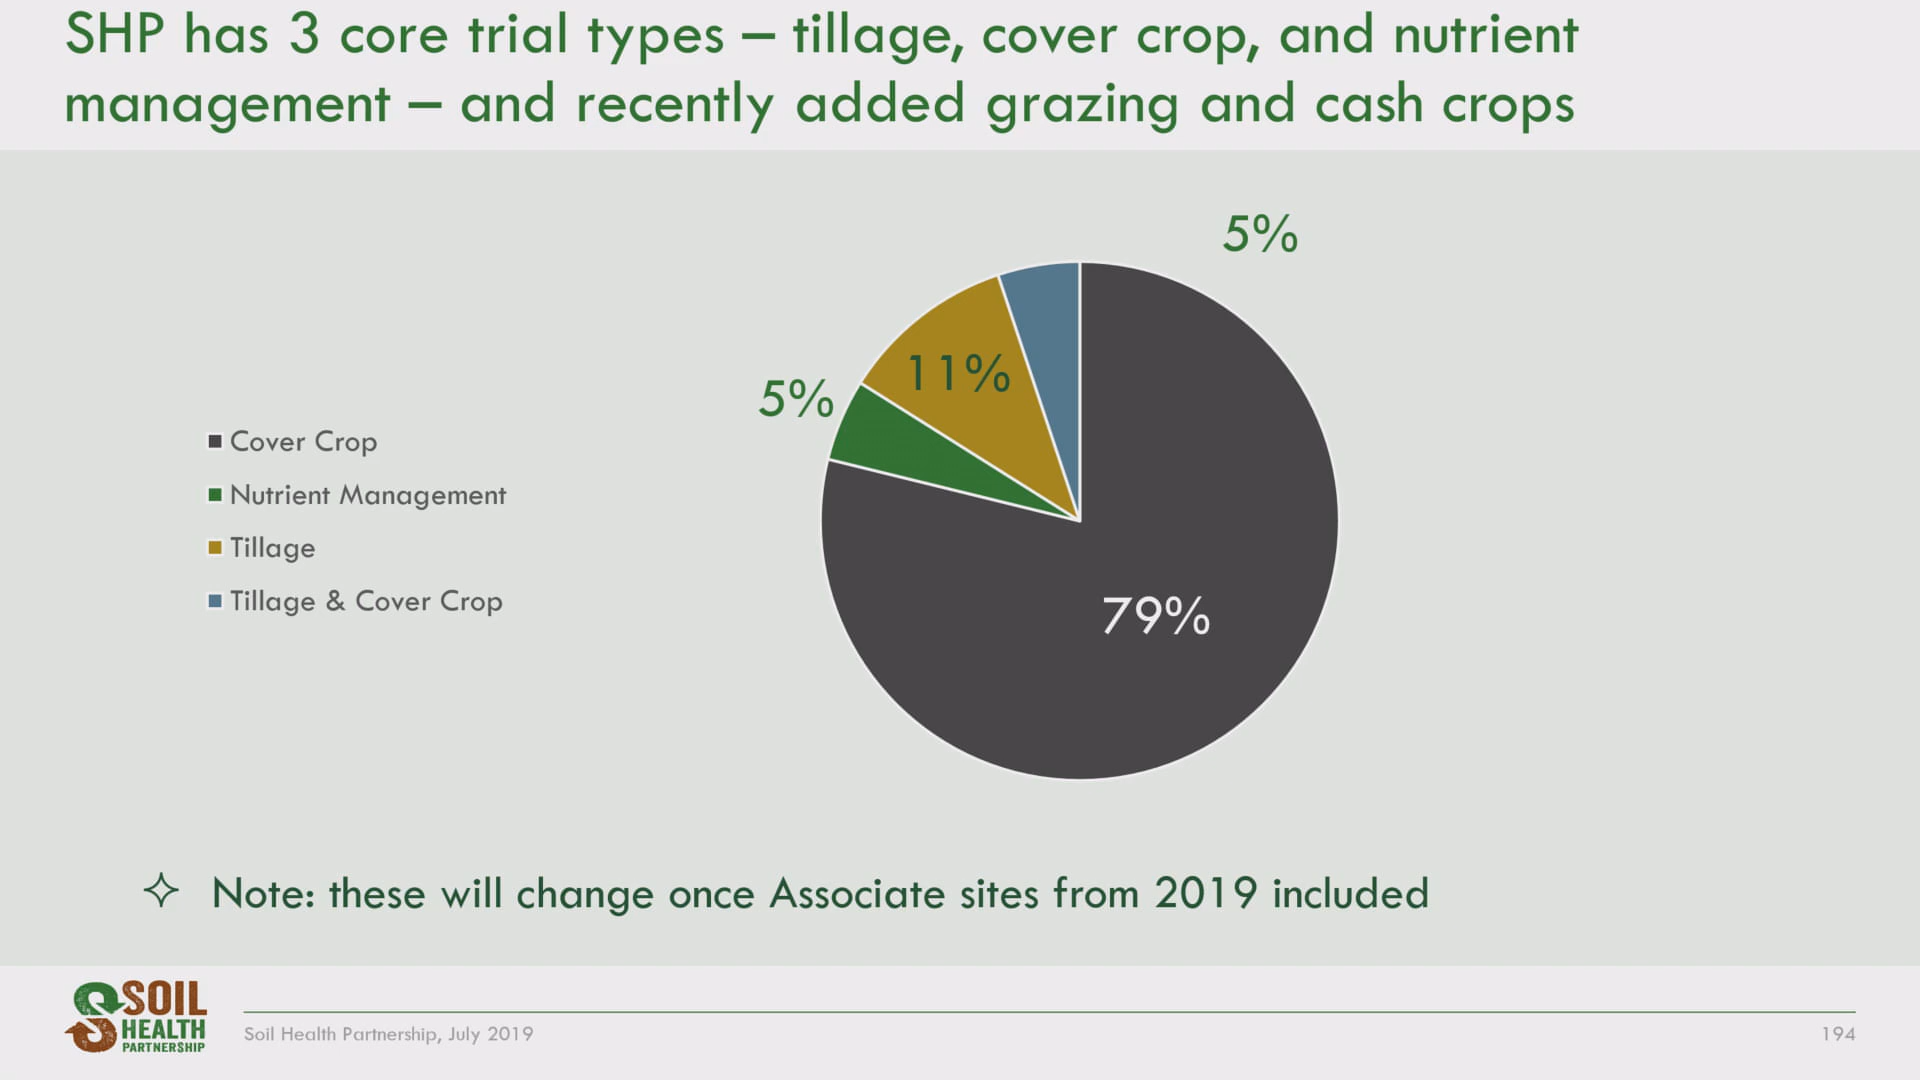 SHP has 3 core trial types – tillage, cover crop, and nutrient
management – and recently added grazing and cash crops
5%
11%
5%
79%
Cover Crop
Nutrient Management
Tillage
Tillage & Cover Crop
Note: these will change once Associate sites from 2019 included
SOIL
HEALTH
PARTNERSHIP
Soil Health Partnership, July 2019
194